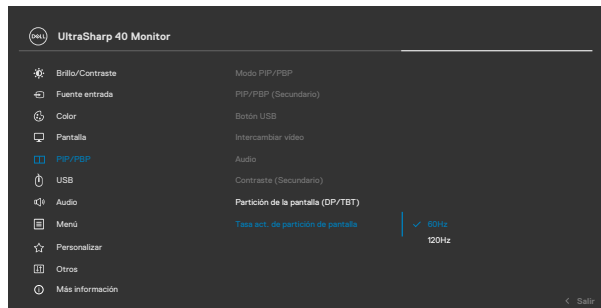 DELL UltraSharp 40 Monitor
Brillo/Contraste Modo PIP/PBP
Fuente entrada PIP/PBP (Secundario)
Color Botón USB
Pantalla Intercambiar vídeo
PIP/PBP Audio
USB Contraste (Secundario)
Audio Partición de la pantalla (DP/TBT)
Menú Tasa act. de partición de pantalla 60Hz
120Hz
Personalizar
Otros
Más información
Salir